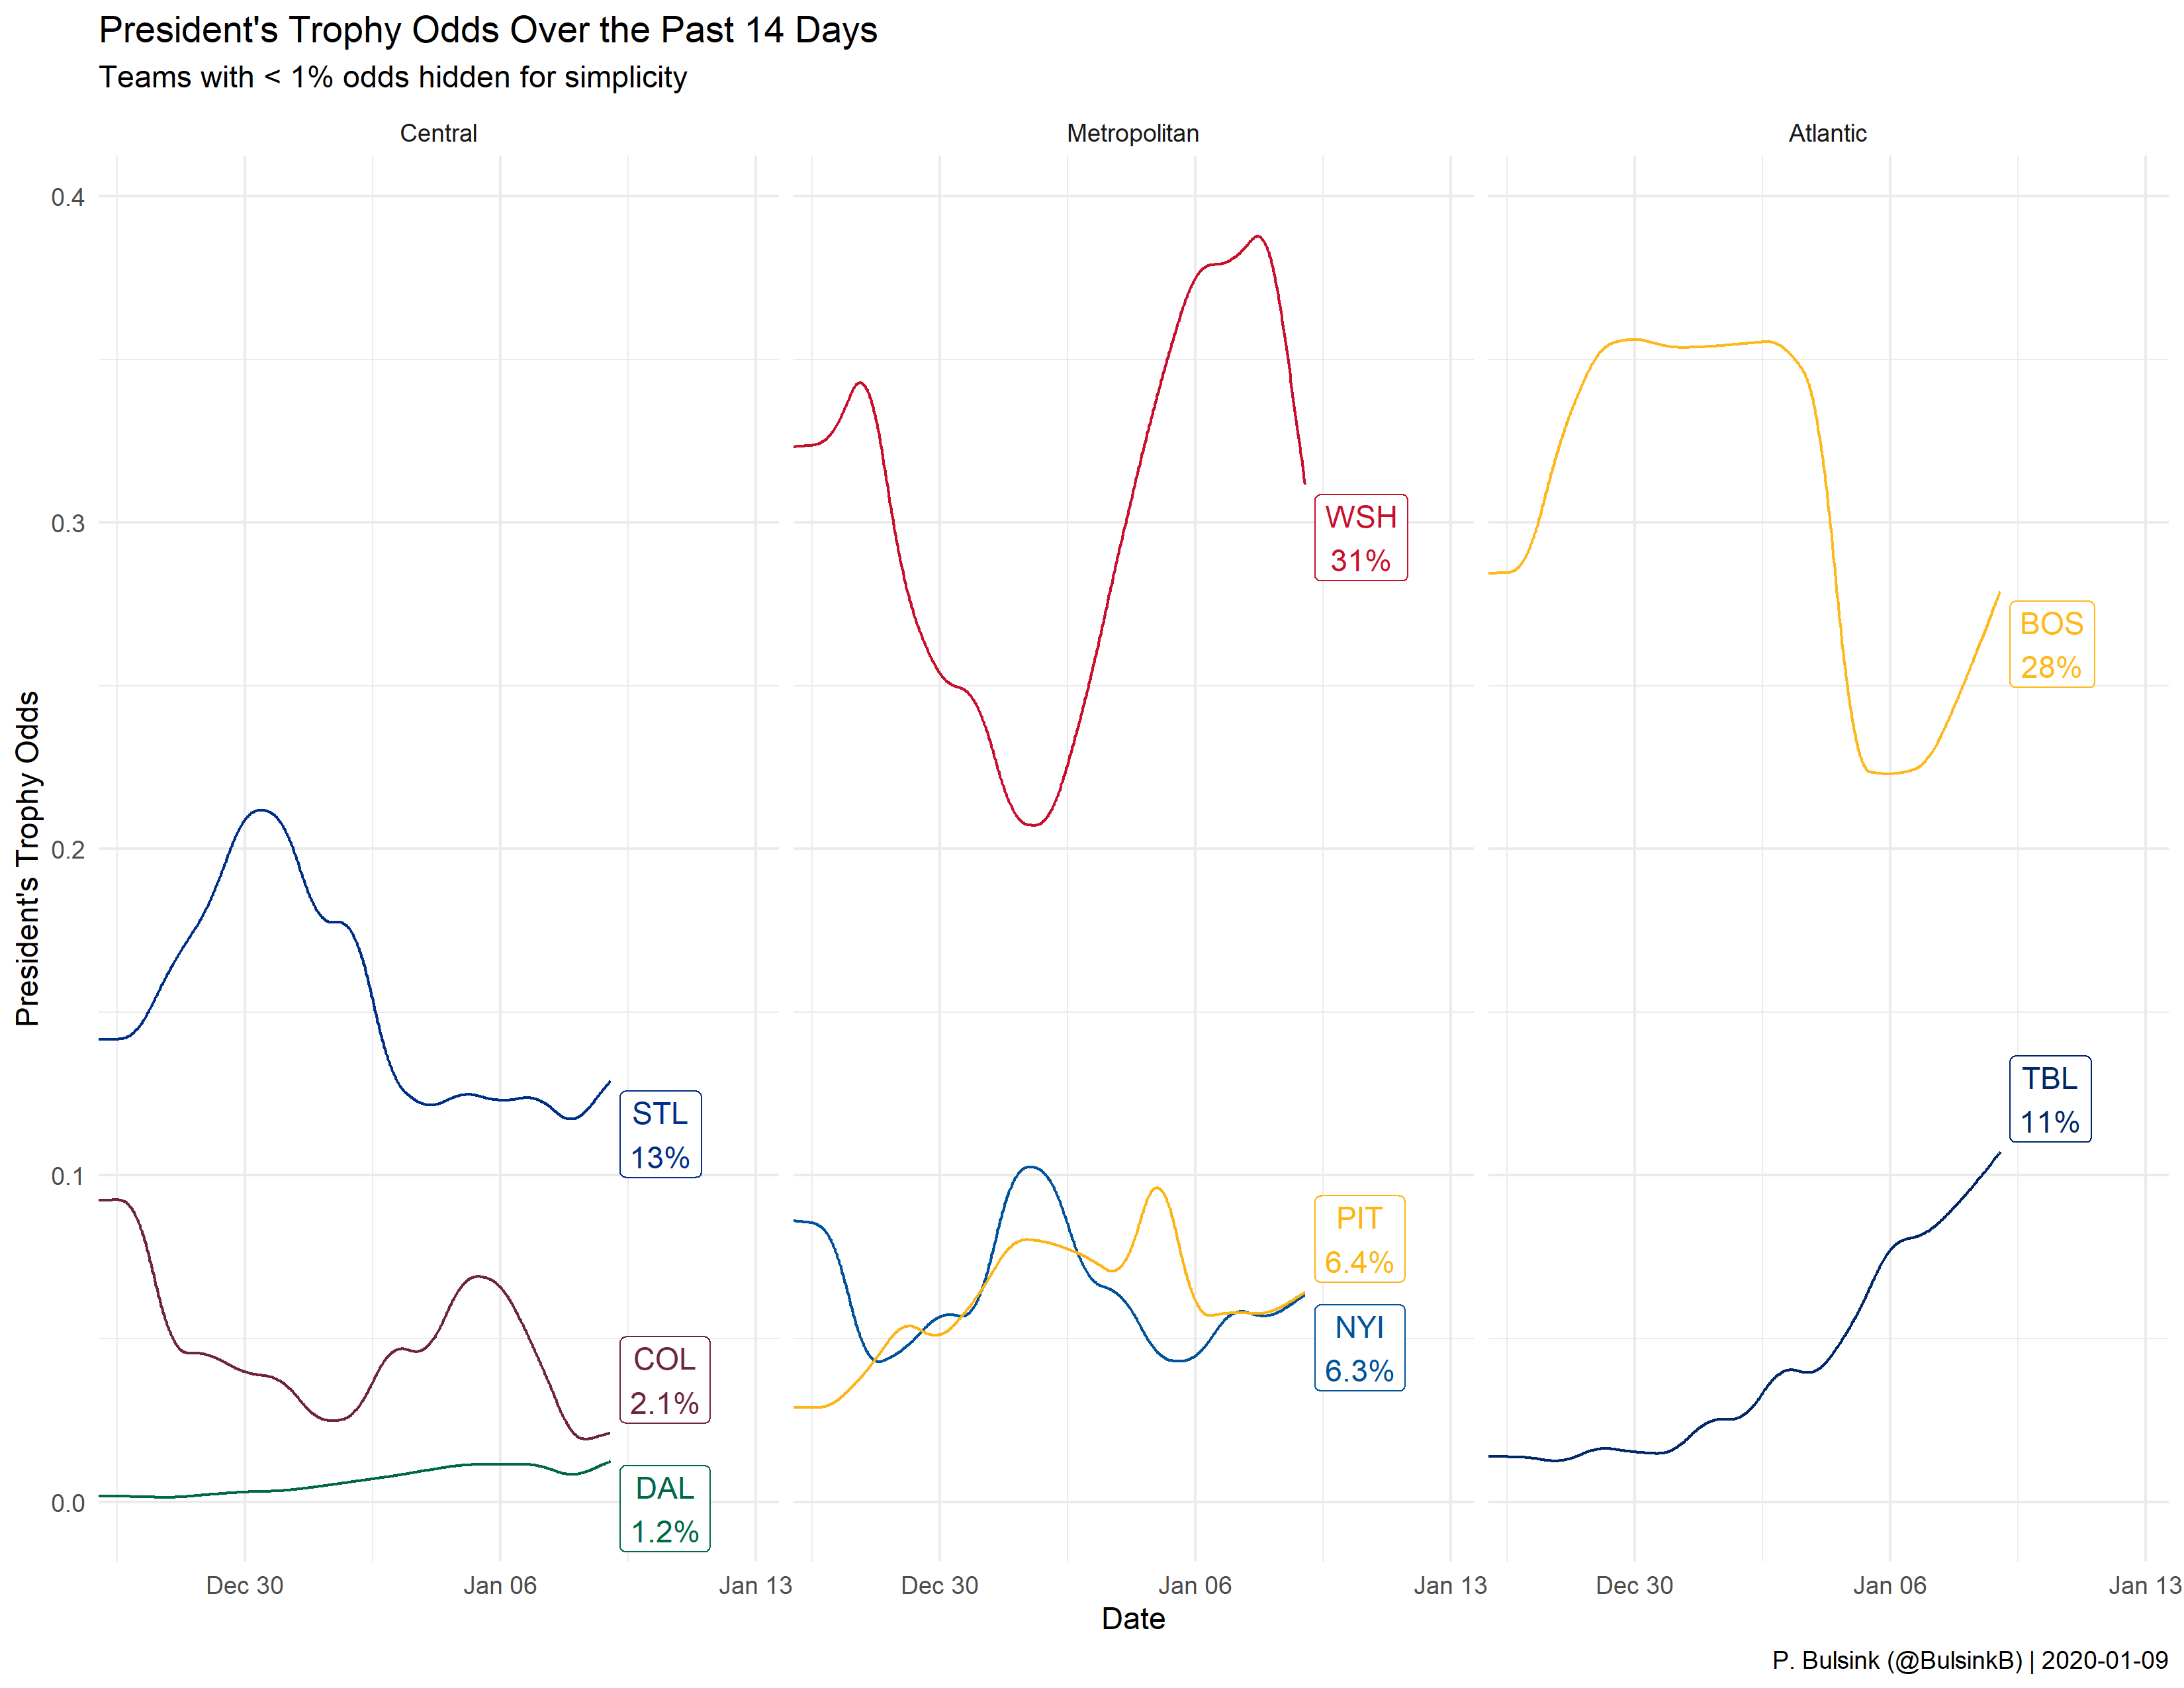 President's Trophy Odds Over the Past 14 Days
Teams with < 1% odds hidden for simplicity
Central
Metropolitan
Atlantic
President's Trophy Odds
0.4
0.3
0.2
0.1
0.0
STL
13%
COL
2.1%
DAL
1.2%
WSH
31%
PIT
6.4%
NYI
6.3%
BOS
28%
TBL
11%
Dec 30 Jan 06 Jan 13 Dec 30 Jan 06 Jan 13 Dec 30 Jan 06 Jan 13
Date
P. Bulsink (@BulsinkB) | 2020-01-09